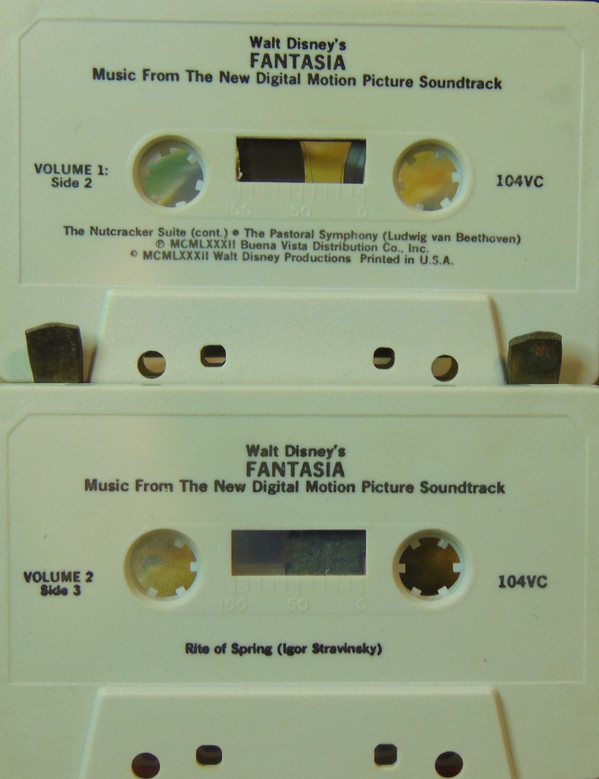 Walt Disney's
FANTASIA
Music From The New Digital Motion Picture Soundtrack
VOLUME 1:
Side 2
104VC
100 50 0
The Nutcracker Suite (cont.) ● The Pastoral Symphony (Ludwig van Beethoven)
℗ MCMLXXXII Buena Vista Distribution Co., Inc.
© MCMLXXXII Walt Disney Productions Printed in U.S.A.
Walt Disney's
FANTASIA
Music From The New Digital Motion Picture Soundtrack
VOLUME 2
Side 3
104VC
100 50 0
Rite of Spring (Igor Stravinsky)